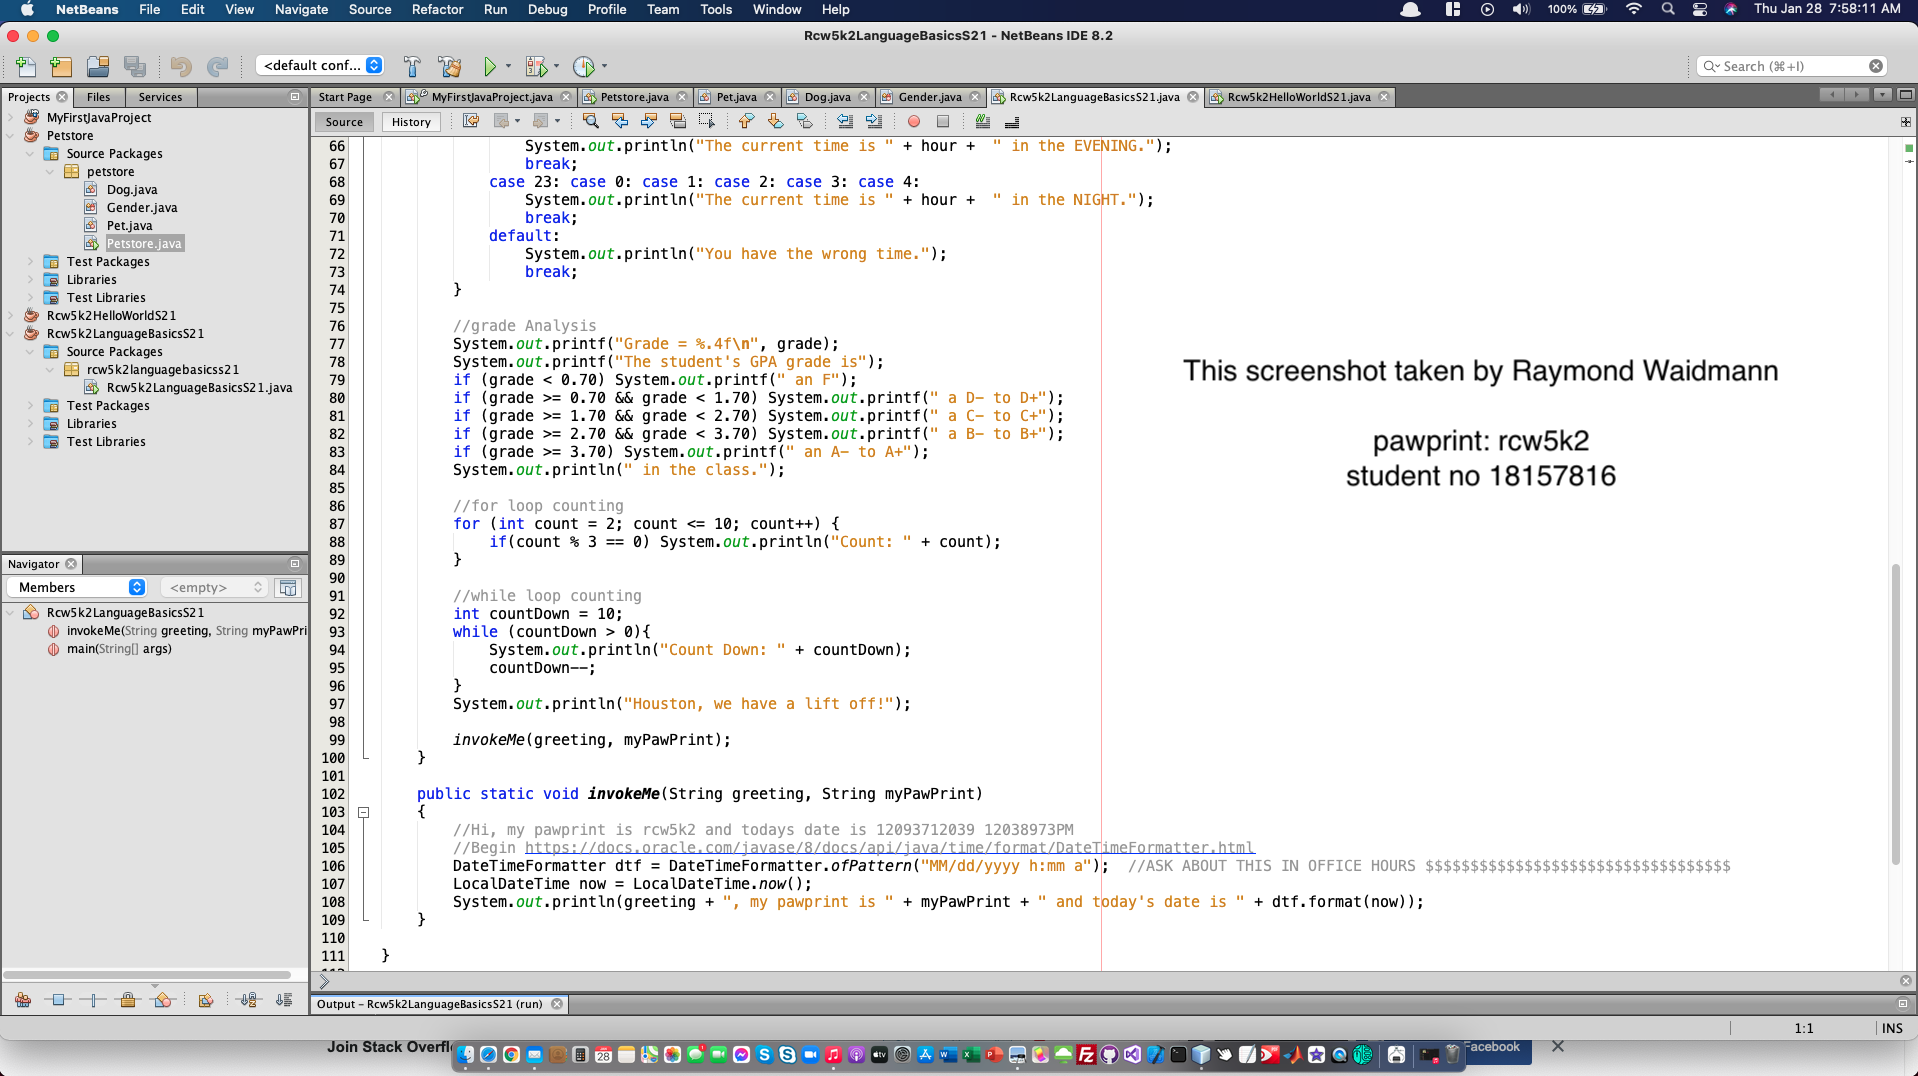 NetBeans File Edit View Navigate Source Refactor Run Debug Profile Team Tools Window Help 100% Thu Jan 28 7:58:11 AM
Rcw5k2LanguageBasicsS21 - NetBeans IDE 8.2
<default conf... Search (⌘+I)
Projects Files Services
MyFirstJavaProject
Petstore
Source Packages
petstore
Dog.java
Gender.java
Pet.java
Petstore.java
Test Packages
Libraries
Test Libraries
Rcw5k2HelloWorldS21
Rcw5k2LanguageBasicsS21
Source Packages
rcw5k2languagebasicss21
Rcw5k2LanguageBasicsS21.java
Test Packages
Libraries
Test Libraries
Navigator
Members <empty>
Rcw5k2LanguageBasicsS21
invokeMe(String greeting, String myPawPri
main(String[] args)
Start Page MyFirstJavaProject.java Petstore.java Pet.java Dog.java Gender.java Rcw5k2LanguageBasicsS21.java Rcw5k2HelloWorldS21.java
Source History
66 System.out.println("The current time is " + hour +  " in the EVENING.");
67 break;
68 case 23: case 0: case 1: case 2: case 3: case 4:
69 System.out.println("The current time is " + hour +  " in the NIGHT.");
70 break;
71 default:
72 System.out.println("You have the wrong time.");
73 break;
74 }
75
76 //grade Analysis
77 System.out.printf("Grade = %.4f\n", grade);
78 System.out.printf("The student's GPA grade is");
79 if (grade < 0.70) System.out.printf(" an F");
80 if (grade >= 0.70 && grade < 1.70) System.out.printf(" a D- to D+");
81 if (grade >= 1.70 && grade < 2.70) System.out.printf(" a C- to C+");
82 if (grade >= 2.70 && grade < 3.70) System.out.printf(" a B- to B+");
83 if (grade >= 3.70) System.out.printf(" an A- to A+");
84 System.out.println(" in the class.");
85
86 //for loop counting
87 for (int count = 2; count <= 10; count++) {
88 if(count % 3 == 0) System.out.println("Count: " + count);
89 }
90
91 //while loop counting
92 int countDown = 10;
93 while (countDown > 0){
94 System.out.println("Count Down: " + countDown);
95 countDown--;
96 }
97 System.out.println("Houston, we have a lift off!");
98
99 invokeMe(greeting, myPawPrint);
100 }
101
102 public static void invokeMe(String greeting, String myPawPrint)
103 {
104 //Hi, my pawprint is rcw5k2 and todays date is 12093712039 12038973PM
105 //Begin https://docs.oracle.com/javase/8/docs/api/java/time/format/DateTimeFormatter.html
106 DateTimeFormatter dtf = DateTimeFormatter.ofPattern("MM/dd/yyyy h:mm a");  //ASK ABOUT THIS IN OFFICE HOURS $$$$$$$$$$$$$$$$$$$$$$$$$$$$$$$$$$
107 LocalDateTime now = LocalDateTime.now();
108 System.out.println(greeting + ", my pawprint is " + myPawPrint + " and today's date is " + dtf.format(now));
109 }
110
111 }
This screenshot taken by Raymond Waidmann
pawprint: rcw5k2
student no 18157816
Output - Rcw5k2LanguageBasicsS21 (run)
1:1 INS
Join Stack Overfl
Facebook